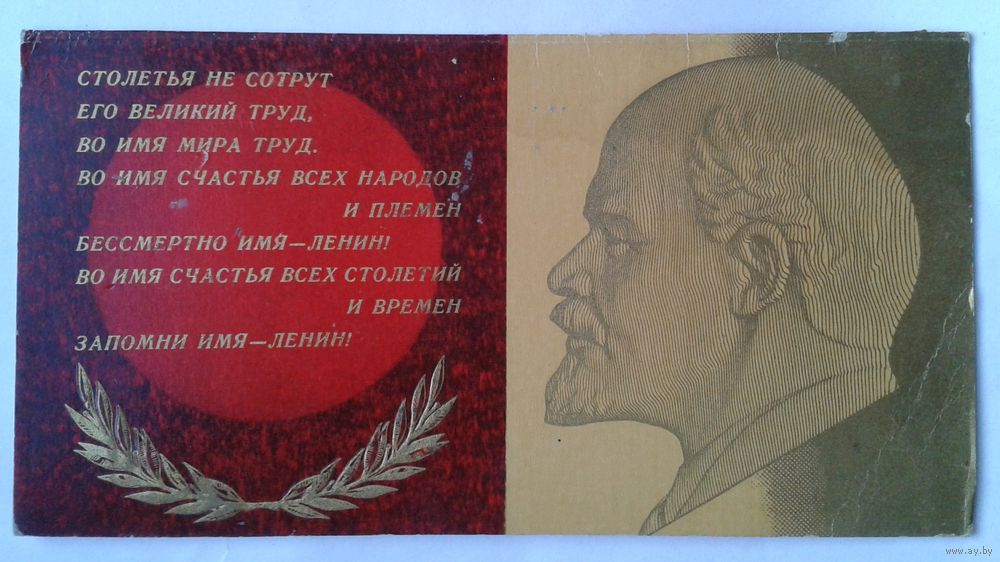 СТОЛЕТЬЯ НЕ СОТРУТ
ЕГО ВЕЛИКИЙ ТРУД,
ВО ИМЯ МИРА ТРУД.
ВО ИМЯ СЧАСТЬЯ ВСЕХ НАРОДОВ
И ПЛЕМЕН
БЕССМЕРТНО ИМЯ—ЛЕНИН!
ВО ИМЯ СЧАСТЬЯ ВСЕХ СТОЛЕТИЙ
И ВРЕМЕН
ЗАПОМНИ ИМЯ—ЛЕНИН!
www.ay.by